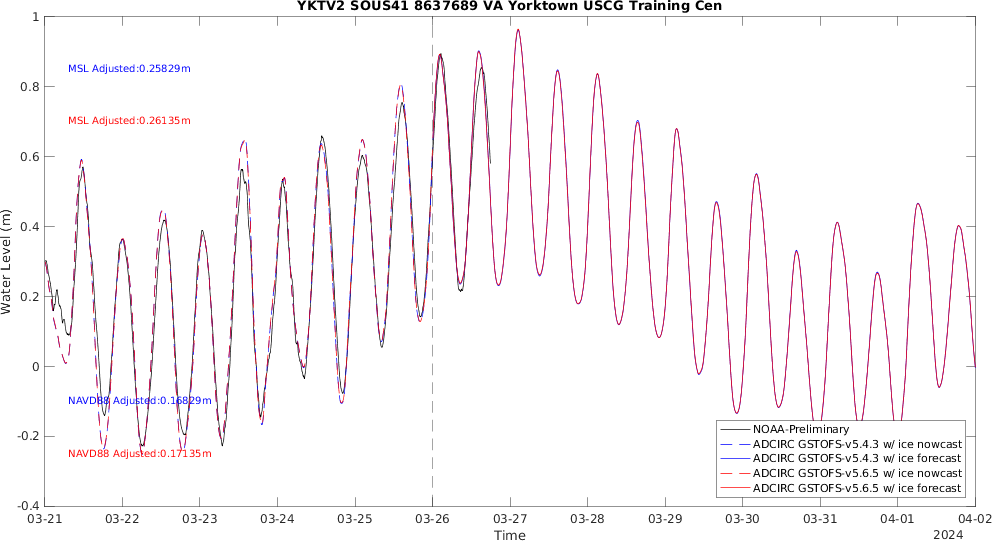 YKTV2 SOUS41 8637689 VA Yorktown USCG Training Cen
1
0.8
0.6
0.4
0.2
0
-0.2
-0.4
Water Level (m)
MSL Adjusted:0.25829m
MSL Adjusted:0.26135m
NAVD88 Adjusted:0.16829m
NAVD88 Adjusted:0.17135m
NOAA-Preliminary
ADCIRC GSTOFS-v5.4.3 w/ ice nowcast
ADCIRC GSTOFS-v5.4.3 w/ ice forecast
ADCIRC GSTOFS-v5.6.5 w/ ice nowcast
ADCIRC GSTOFS-v5.6.5 w/ ice forecast
03-21 03-22 03-23 03-24 03-25 03-26 03-27 03-28 03-29 03-30 03-31 04-01 04-02
Time
2024